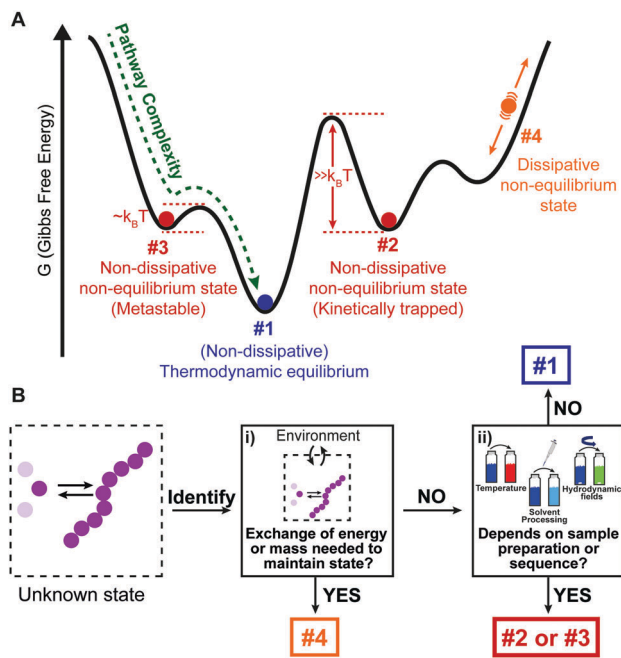 A
G (Gibbs Free Energy)
Pathway Complexity
~k_BT
#3
Non-dissipative
non-equilibrium state
(Metastable)
#1
(Non-dissipative)
Thermodynamic equilibrium
>>k_BT
#2
Non-dissipative
non-equilibrium state
(Kinetically trapped)
#4
Dissipative
non-equilibrium
state
B
Unknown state
Identify
i)
Environment
Exchange of energy
or mass needed to
maintain state?
YES
#4
NO
ii)
Temperature
Solvent
Processing
Hydrodynamic
fields
Depends on sample
preparation or
sequence?
NO
#1
YES
#2 or #3